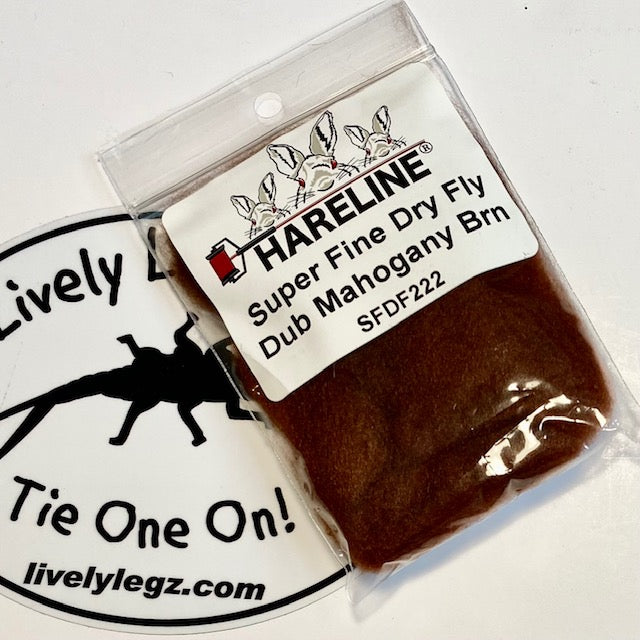 HARELINE®
Super Fine Dry Fly
Dub Mahogany Brn
SFDF222
Lively
Tie One On!
livelylegz.com